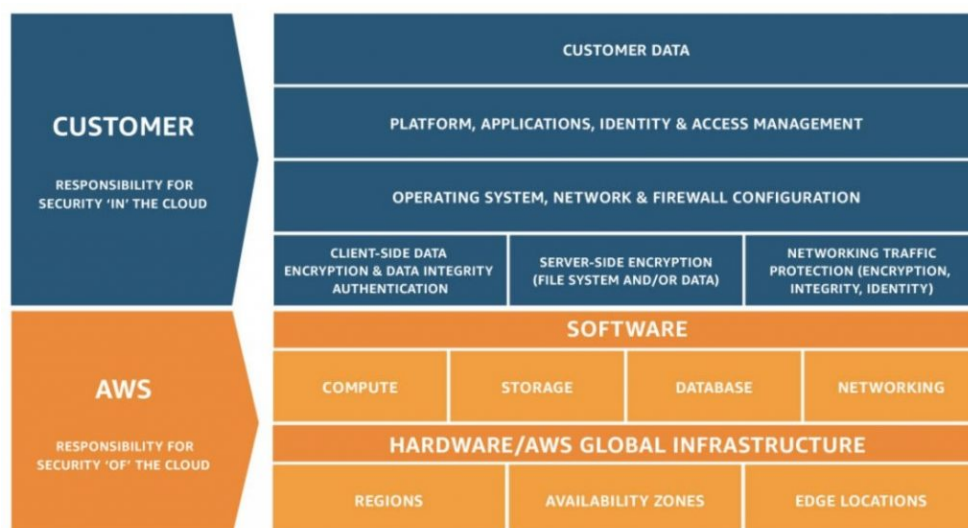 CUSTOMER
RESPONSIBILITY FOR
SECURITY ‘IN’ THE CLOUD
CUSTOMER DATA
PLATFORM, APPLICATIONS, IDENTITY & ACCESS MANAGEMENT
OPERATING SYSTEM, NETWORK & FIREWALL CONFIGURATION
CLIENT-SIDE DATA
ENCRYPTION & DATA INTEGRITY
AUTHENTICATION
SERVER-SIDE ENCRYPTION
(FILE SYSTEM AND/OR DATA)
NETWORKING TRAFFIC
PROTECTION (ENCRYPTION,
INTEGRITY, IDENTITY)
AWS
RESPONSIBILITY FOR
SECURITY ‘OF’ THE CLOUD
SOFTWARE
COMPUTE
STORAGE
DATABASE
NETWORKING
HARDWARE/AWS GLOBAL INFRASTRUCTURE
REGIONS
AVAILABILITY ZONES
EDGE LOCATIONS